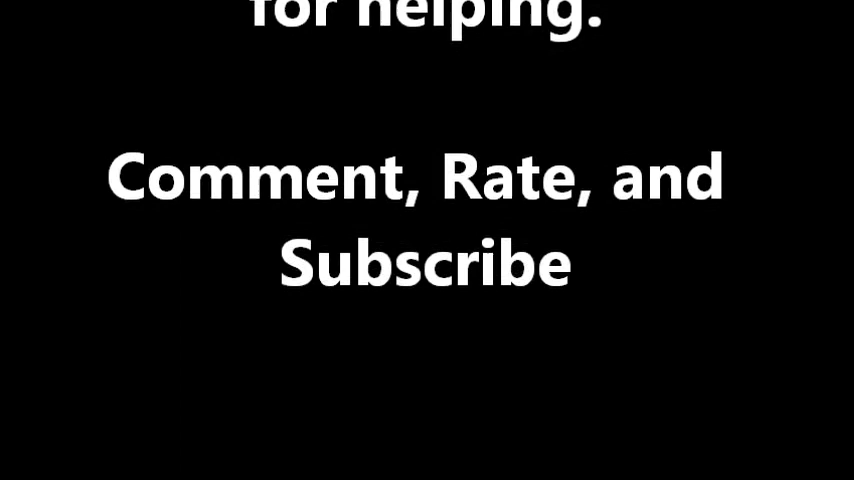 for helping.
Comment, Rate, and
Subscribe